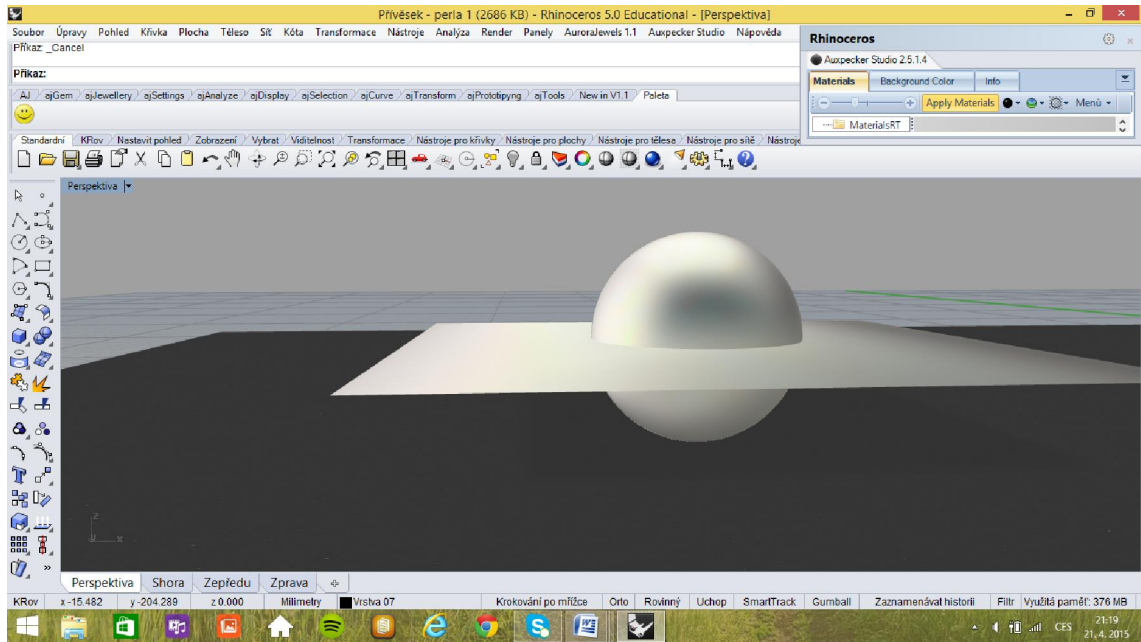 Přívěsek - perla 1 (2686 KB) - Rhinoceros 5.0 Educational - [Perspektiva]
Soubor Úpravy Pohled Křivka Plocha Těleso Síť Kóta Transformace Nástroje Analýza Render Panely AuroraJewels 1.1 Auxpecker Studio Nápověda
Příkaz: _Cancel
Příkaz:
AJ ajGem ajJewellery ajSettings ajAnalyze ajDisplay ajSelection ajCurve ajTransform ajPrototipyng ajTools New in V1.1 Paleta
Standardní KRov Nastavit pohled Zobrazení Vybrat Viditelnost Transformace Nástroje pro křivky Nástroje pro plochy Nástroje pro tělesa Nástroje pro sítě Nástroje
Rhinoceros
Auxpecker Studio 2.5.1.4
Materials Background Color Info
Apply Materials Menù
MaterialsRT
Perspektiva
z
y x
Perspektiva Shora Zepředu Zprava
KRov x -15.482 y -204.289 z 0.000 Milimetry Vrstva 07 Krokování po mřížce Orto Rovinný Uchop SmartTrack Gumball Zaznamenávat historii Filtr Využitá paměť: 376 MB
CES 21:19
21. 4. 2015